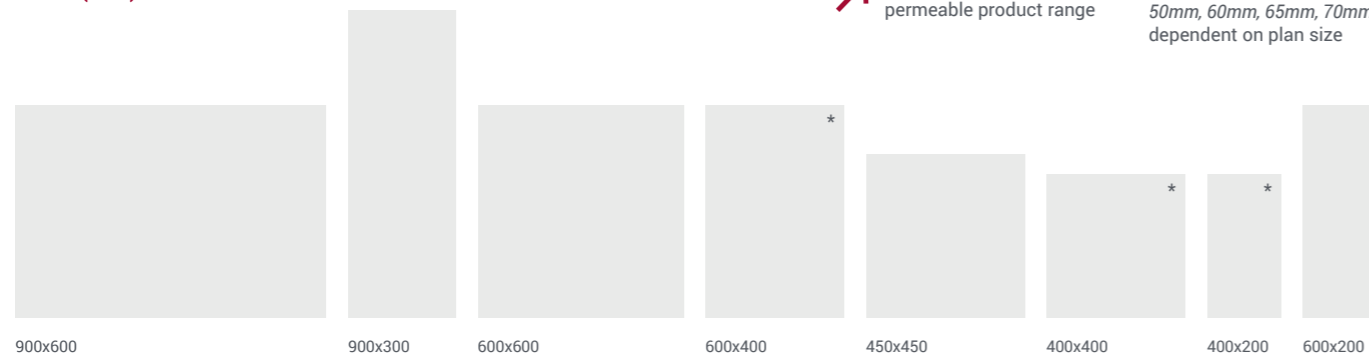 permeable product range
50mm, 60mm, 65mm, 70mm
dependent on plan size
*
*
*
900x600
900x300
600x600
600x400
450x450
400x400
400x200
600x200